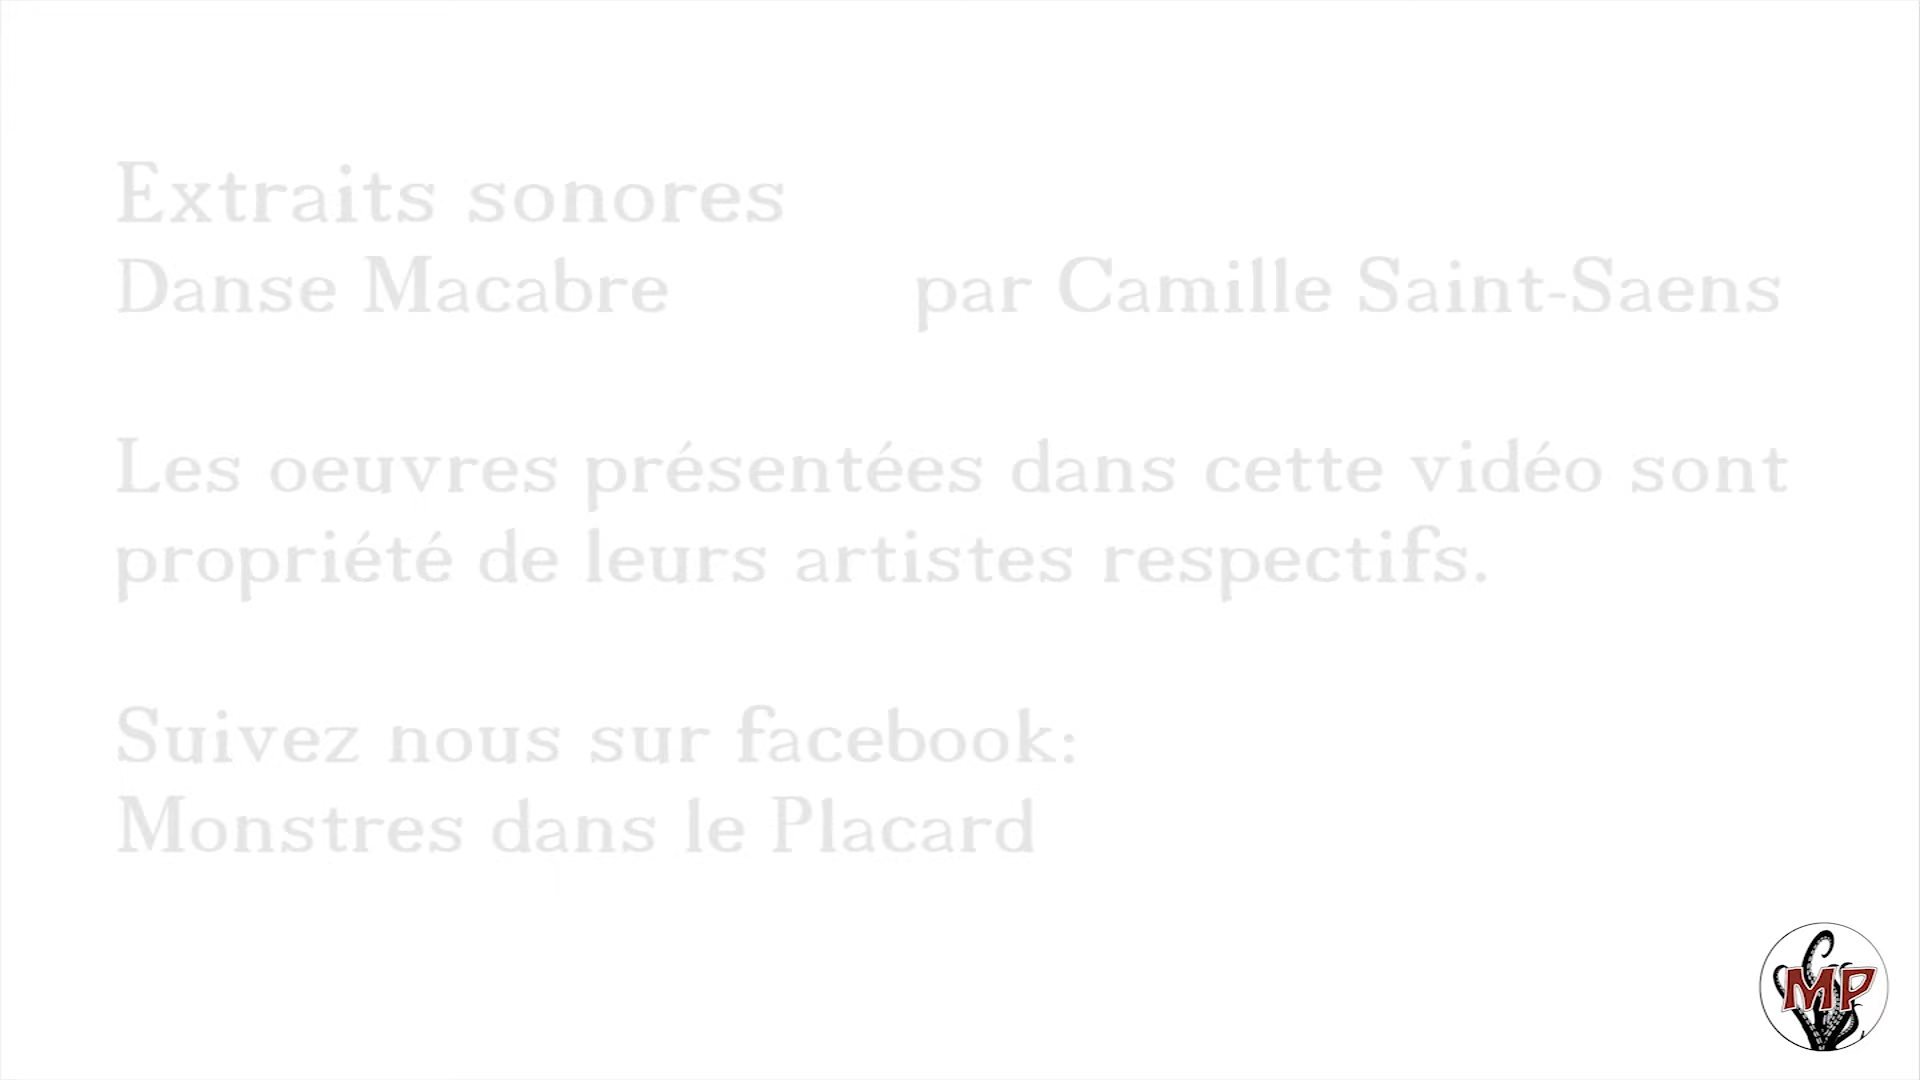 Extraits sonores
Danse Macabre par Camille Saint-Saens
Les oeuvres présentées dans cette vidéo sont
propriété de leurs artistes respectifs.
Suivez nous sur facebook:
Monstres dans le Placard
MP